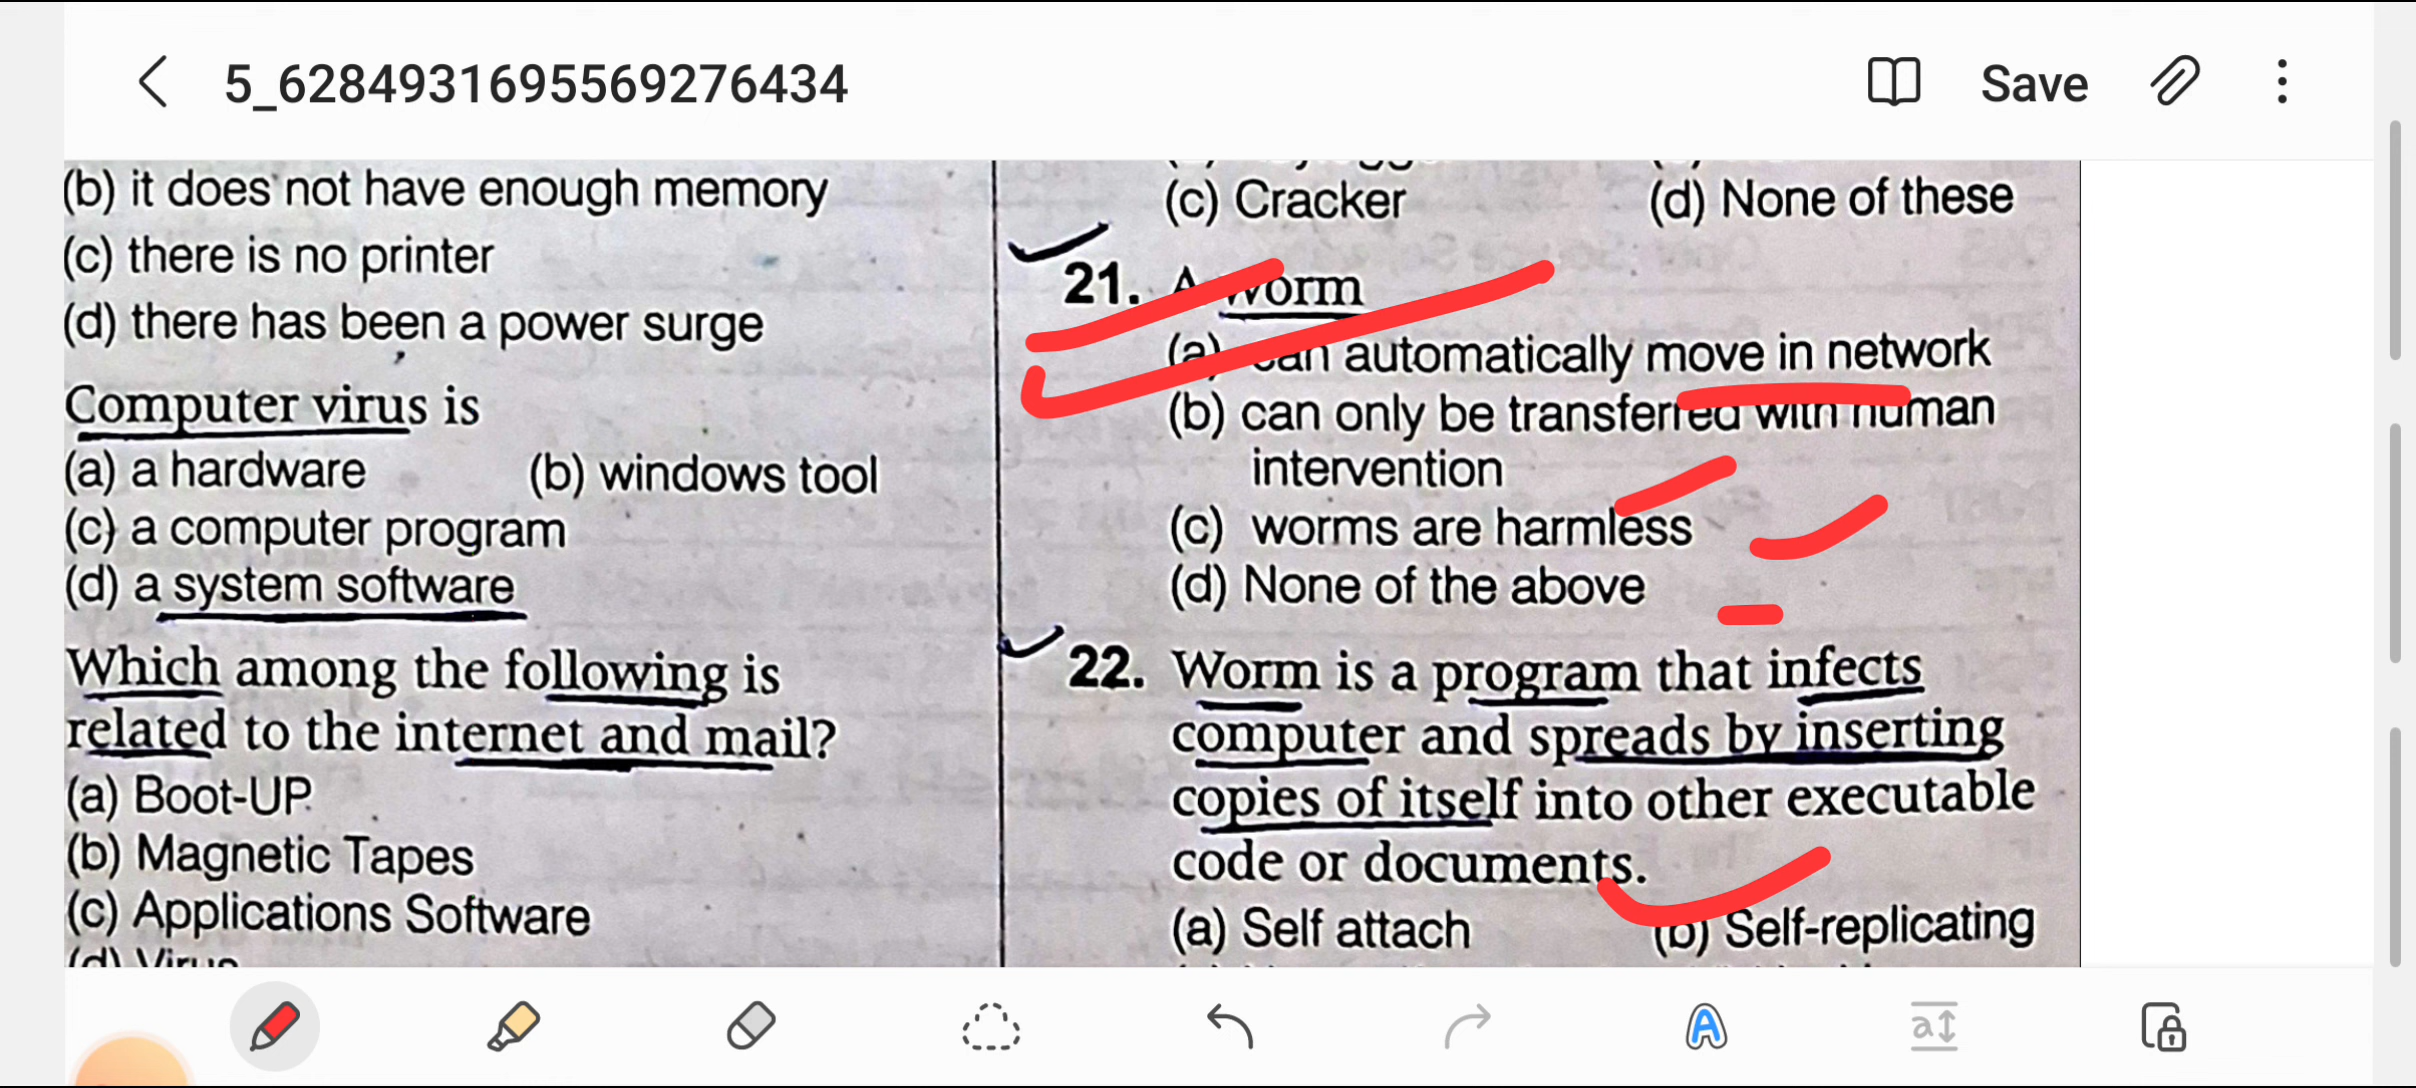 5_6284931695569276434
Save
(b) it does not have enough memory
(c) there is no printer
(d) there has been a power surge
Computer virus is
(a) a hardware (b) windows tool
(c) a computer program
(d) a system software
Which among the following is
related to the internet and mail?
(a) Boot-UP
(b) Magnetic Tapes
(c) Applications Software
(d) Virus
(c) Cracker (d) None of these
21. A worm
(a) can automatically move in network
(b) can only be transferred with human
intervention
(c) worms are harmless
(d) None of the above
22. Worm is a program that infects
computer and spreads by inserting
copies of itself into other executable
code or documents.
(a) Self attach (b) Self-replicating